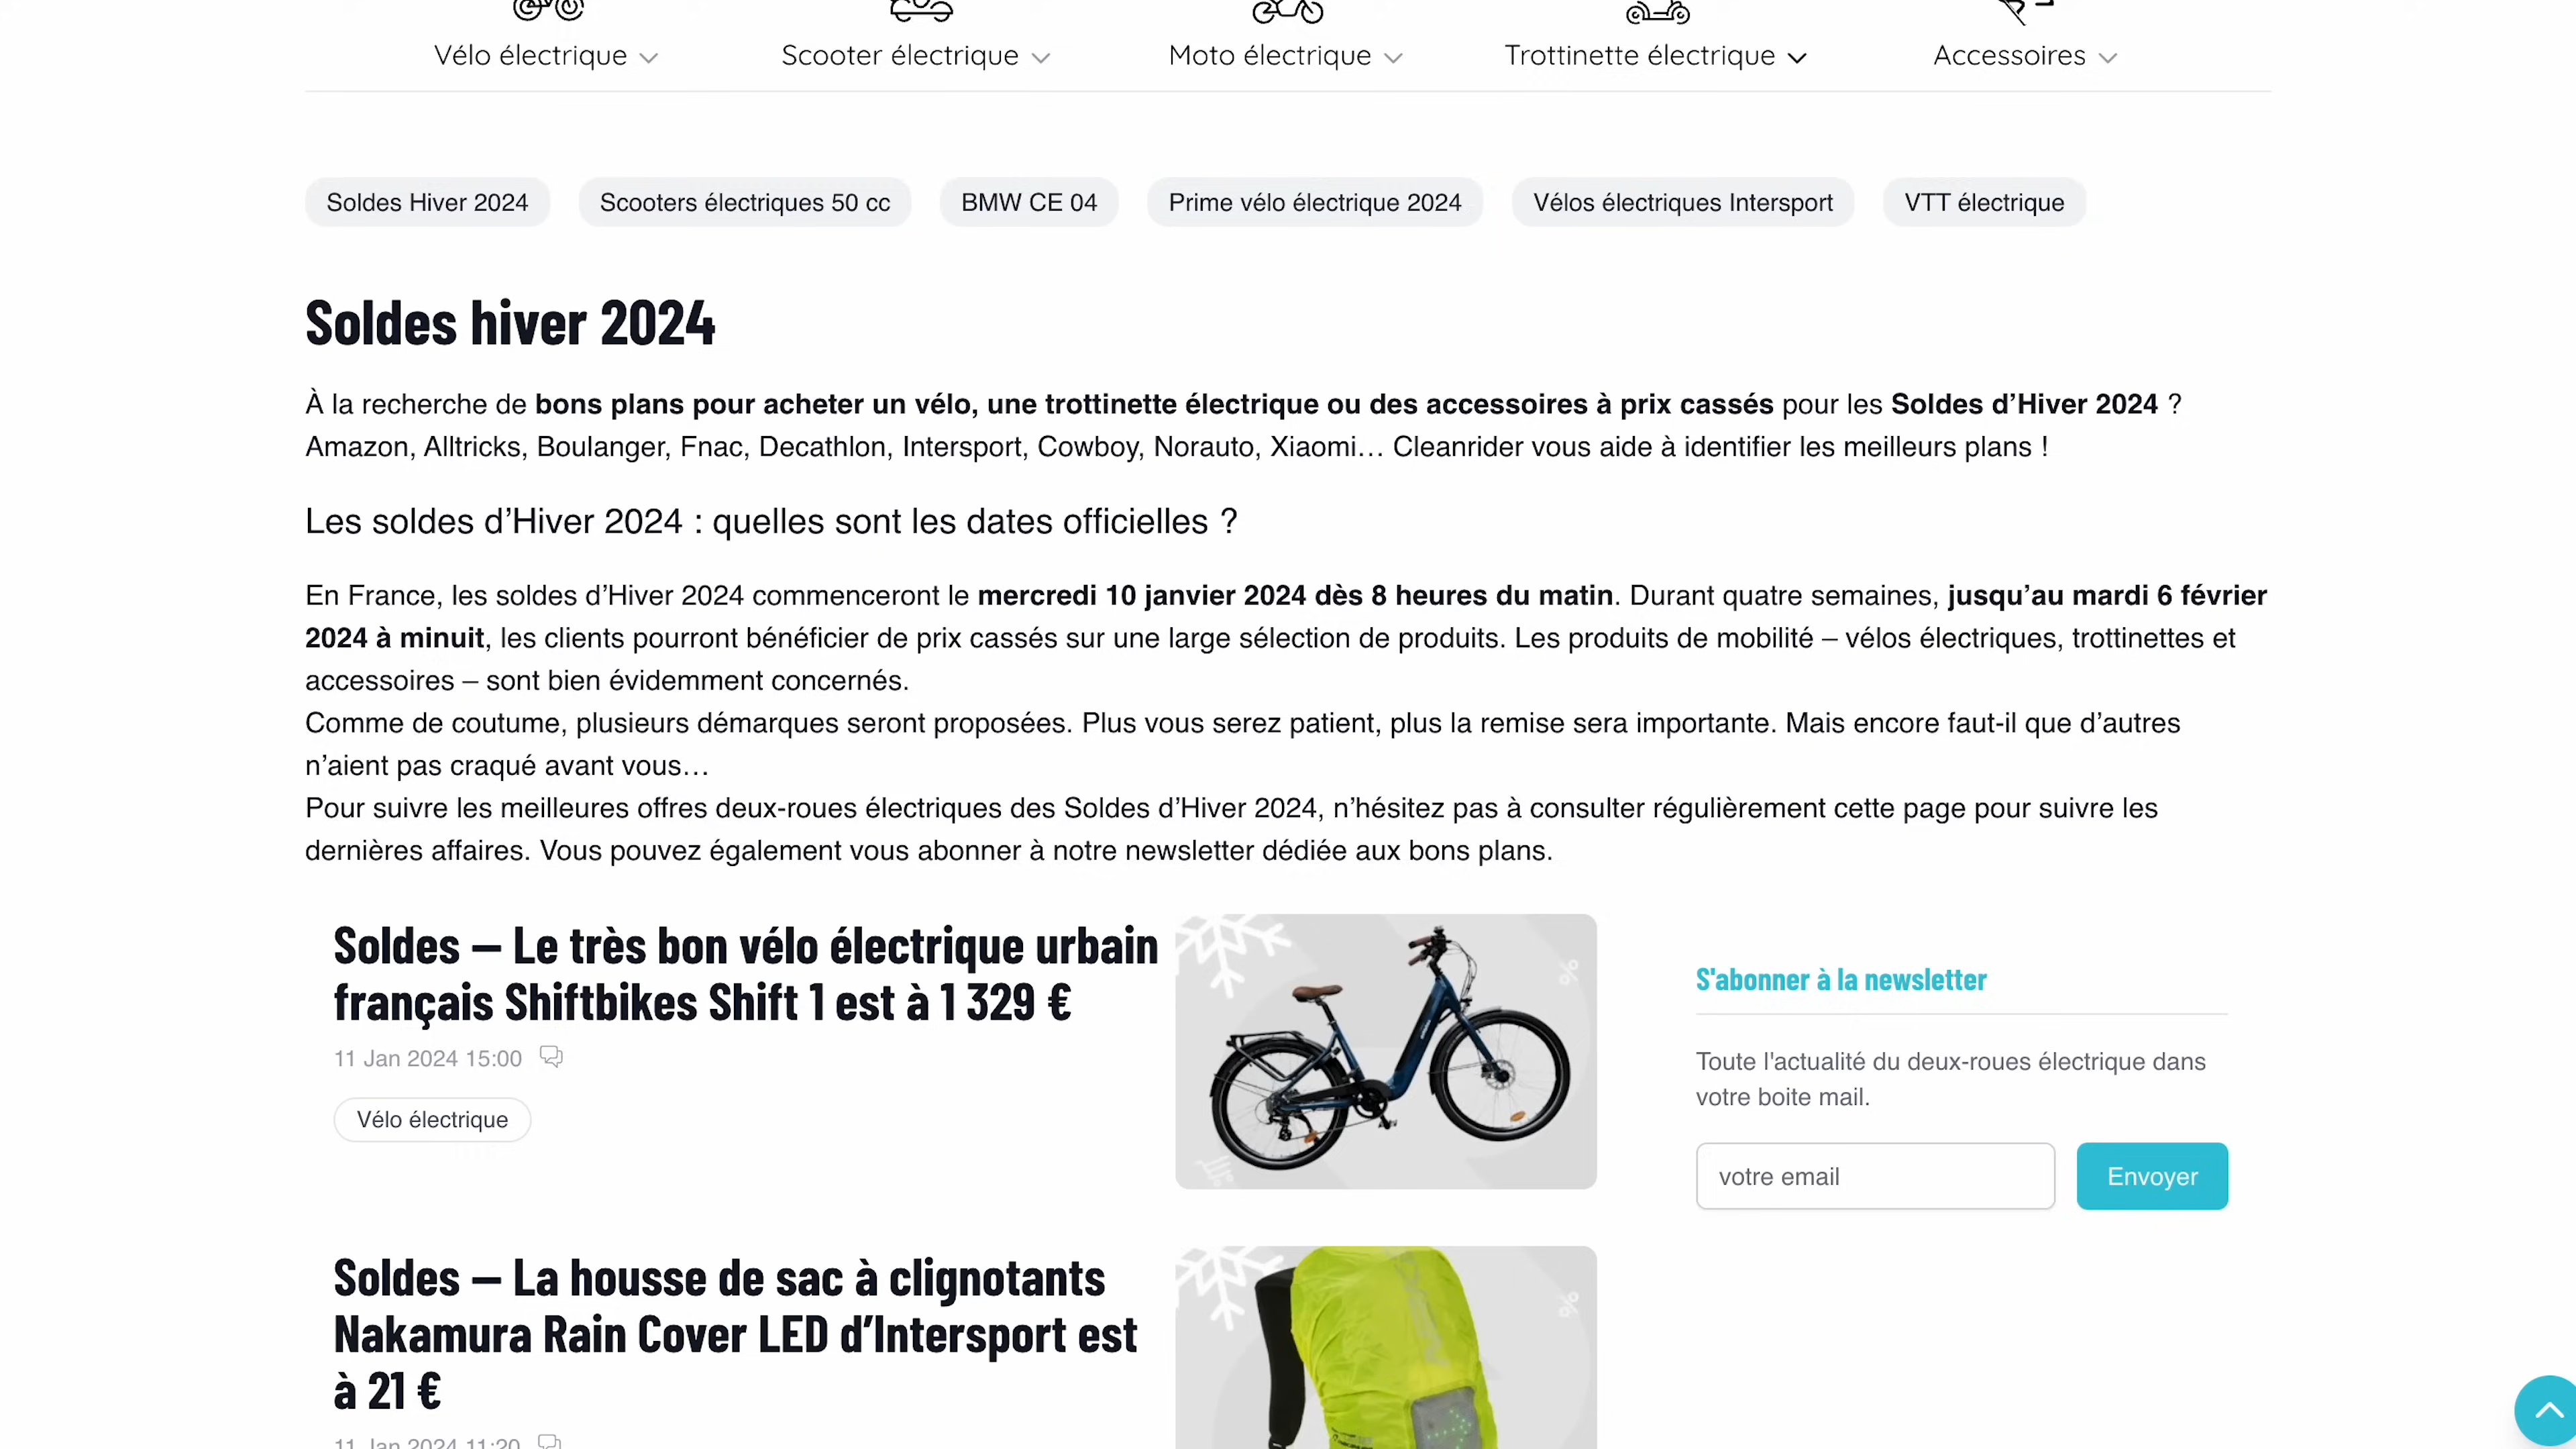 Vélo électrique
Scooter électrique
Moto électrique
Trottinette électrique
Accessoires
Soldes Hiver 2024
Scooters électriques 50 cc
BMW CE 04
Prime vélo électrique 2024
Vélos électriques Intersport
VTT électrique
Soldes hiver 2024
À la recherche de bons plans pour acheter un vélo, une trottinette électrique ou des accessoires à prix cassés pour les Soldes d’Hiver 2024 ?
Amazon, Alltricks, Boulanger, Fnac, Decathlon, Intersport, Cowboy, Norauto, Xiaomi… Cleanrider vous aide à identifier les meilleurs plans !
Les soldes d’Hiver 2024 : quelles sont les dates officielles ?
En France, les soldes d’Hiver 2024 commenceront le mercredi 10 janvier 2024 dès 8 heures du matin. Durant quatre semaines, jusqu’au mardi 6 février
2024 à minuit, les clients pourront bénéficier de prix cassés sur une large sélection de produits. Les produits de mobilité – vélos électriques, trottinettes et
accessoires – sont bien évidemment concernés.
Comme de coutume, plusieurs démarques seront proposées. Plus vous serez patient, plus la remise sera importante. Mais encore faut-il que d’autres
n’aient pas craqué avant vous…
Pour suivre les meilleures offres deux-roues électriques des Soldes d’Hiver 2024, n’hésitez pas à consulter régulièrement cette page pour suivre les
dernières affaires. Vous pouvez également vous abonner à notre newsletter dédiée aux bons plans.
Soldes – Le très bon vélo électrique urbain
français Shiftbikes Shift 1 est à 1 329 €
11 Jan 2024 15:00
Vélo électrique
S'abonner à la newsletter
Toute l'actualité du deux-roues électrique dans
votre boite mail.
votre email
Envoyer
Soldes – La housse de sac à clignotants
Nakamura Rain Cover LED d’Intersport est
à 21 €
11 Jan 2024 11:20